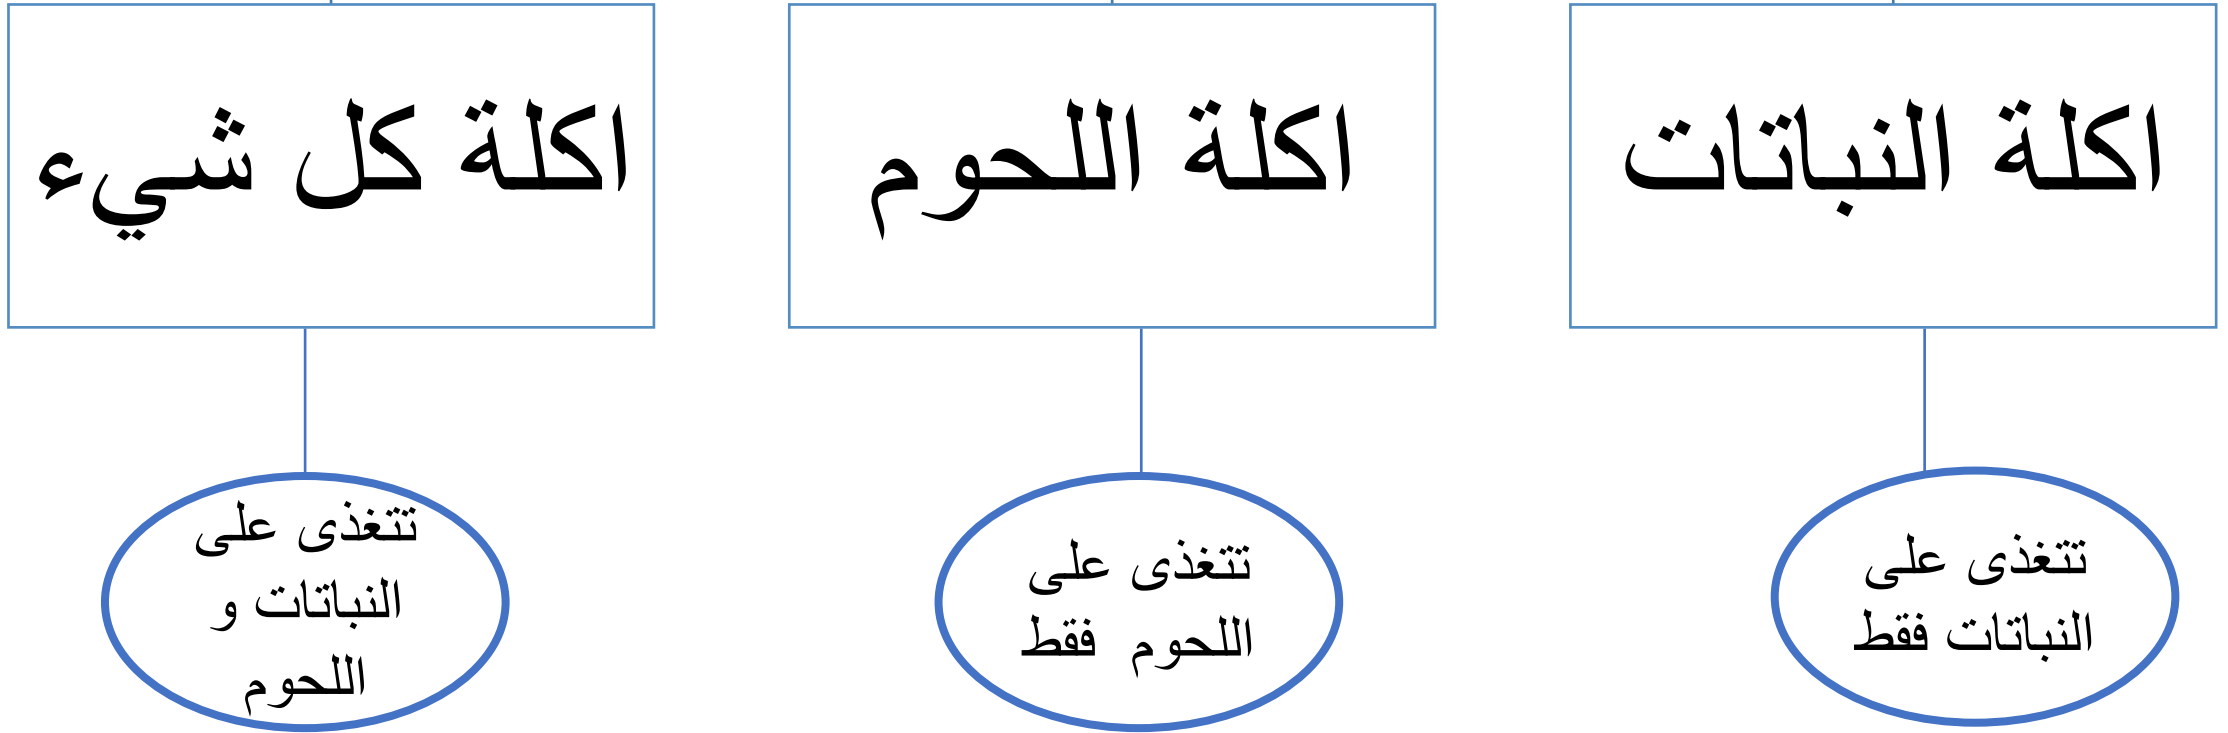 اكلة النباتات
اكلة اللحوم
اكلة كل شيء
تتغذى على
النباتات فقط
تتغذى على
اللحوم فقط
تتغذى على
النباتات و
اللحوم